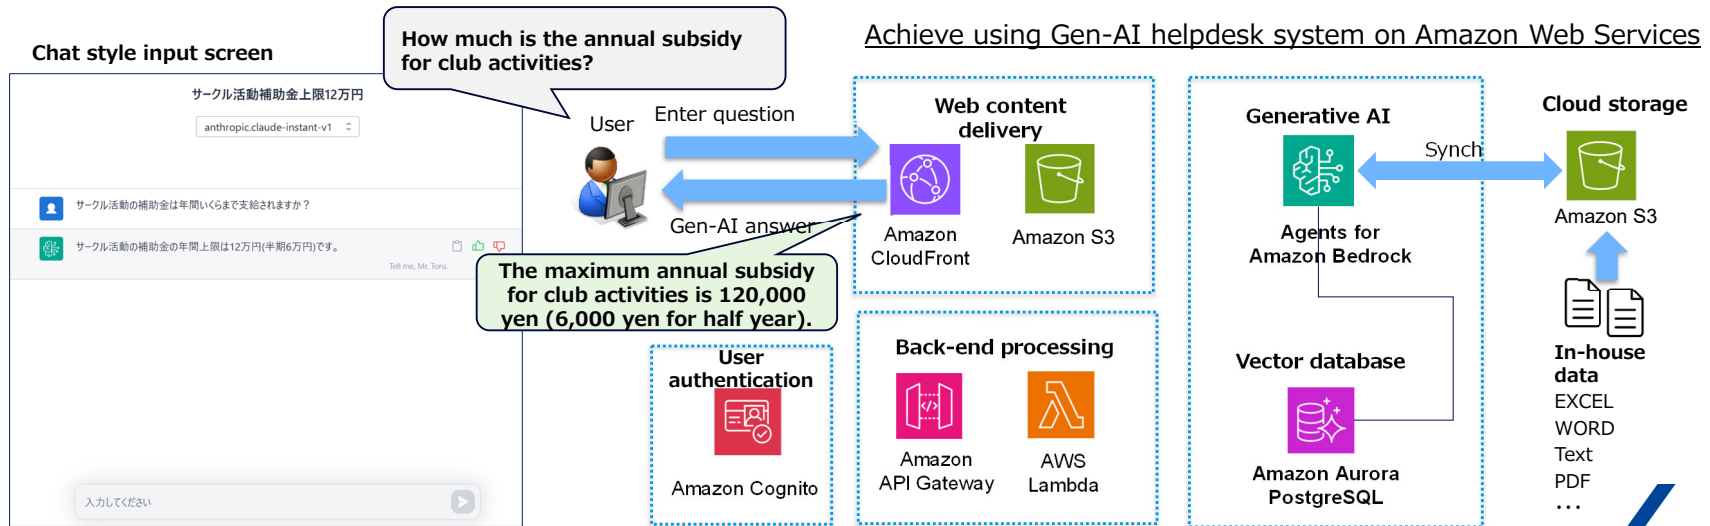 Achieve using Gen-AI helpdesk system on Amazon Web Services
Chat style input screen
サークル活動補助金上限12万円
anthropic.claude-instant-v1
サークル活動の補助金は年間いくらまで支給されますか？
サークル活動の補助金の年間上限は12万円(半期6万円)です。
Tell me, Mr. Toru.
入力してください
How much is the annual subsidy
for club activities?
User
Enter question
Gen-AI answer
The maximum annual subsidy
for club activities is 120,000
yen (6,000 yen for half year).
Web content
delivery
Amazon
CloudFront
Amazon S3
User
authentication
Amazon Cognito
Back-end processing
Amazon
API Gateway
AWS
Lambda
Generative AI
Agents for
Amazon Bedrock
Vector database
Amazon Aurora
PostgreSQL
Synch
Cloud storage
Amazon S3
In-house
data
EXCEL
WORD
Text
PDF
...